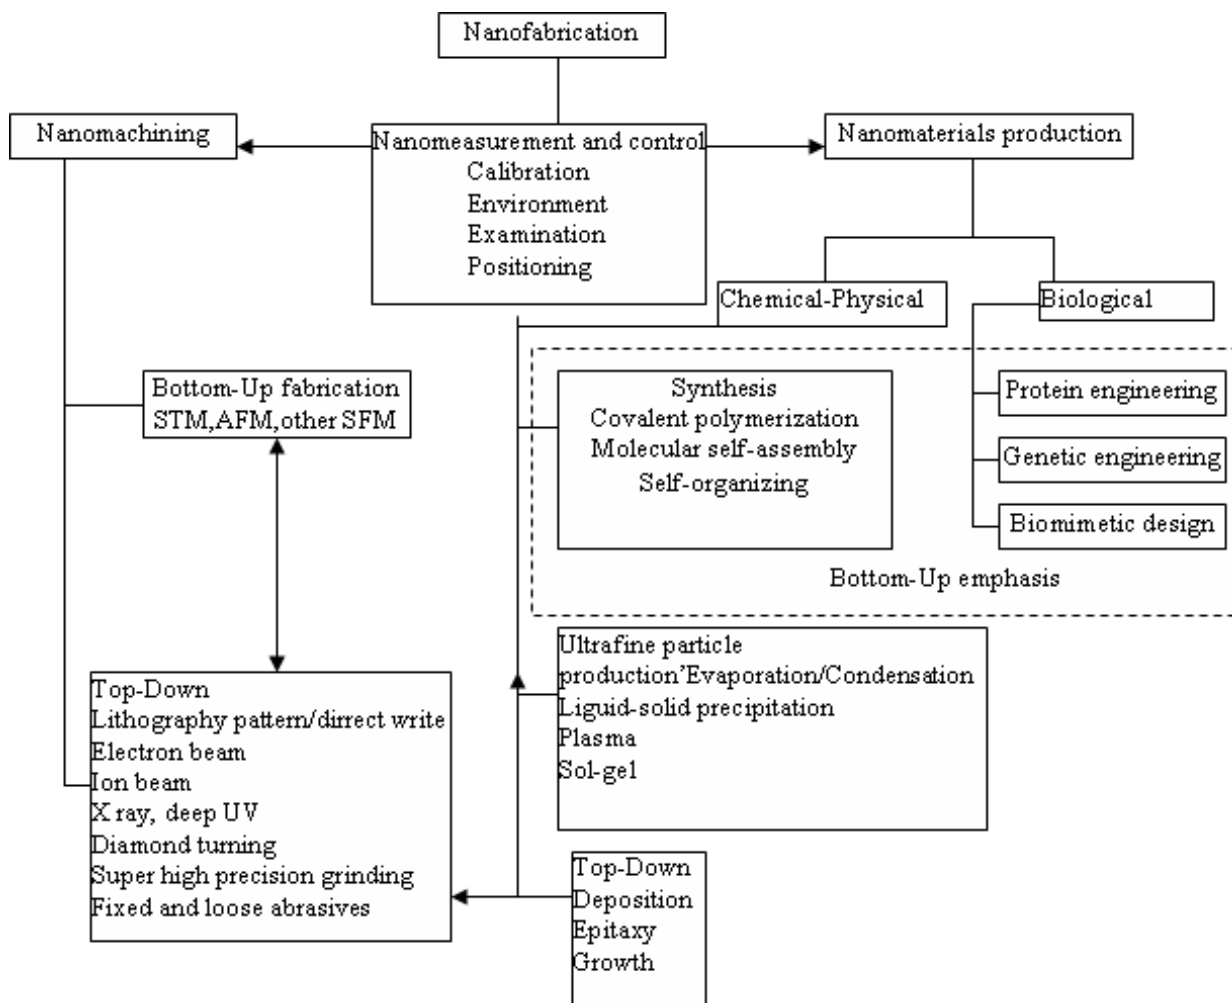 Nanofabrication
Nanomachining
Nanomeasurement and control
Calibration
Environment
Examination
Positioning
Nanomaterials production
Chemical-Physical
Biological
Bottom-Up fabrication
STM,AFM,other SFM
Synthesis
Covalent polymerization
Molecular self-assembly
Self-organizing
Protein engineering
Genetic engineering
Biomimetic design
Bottom-Up emphasis
Top-Down
Lithography pattern/dirrect write
Electron beam
Ion beam
X ray, deep UV
Diamond turning
Super high precision grinding
Fixed and loose abrasives
Ultrafine particle
production’Evaporation/Condensation
Liguid-solid precipitation
Plasma
Sol-gel
Top-Down
Deposition
Epitaxy
Growth